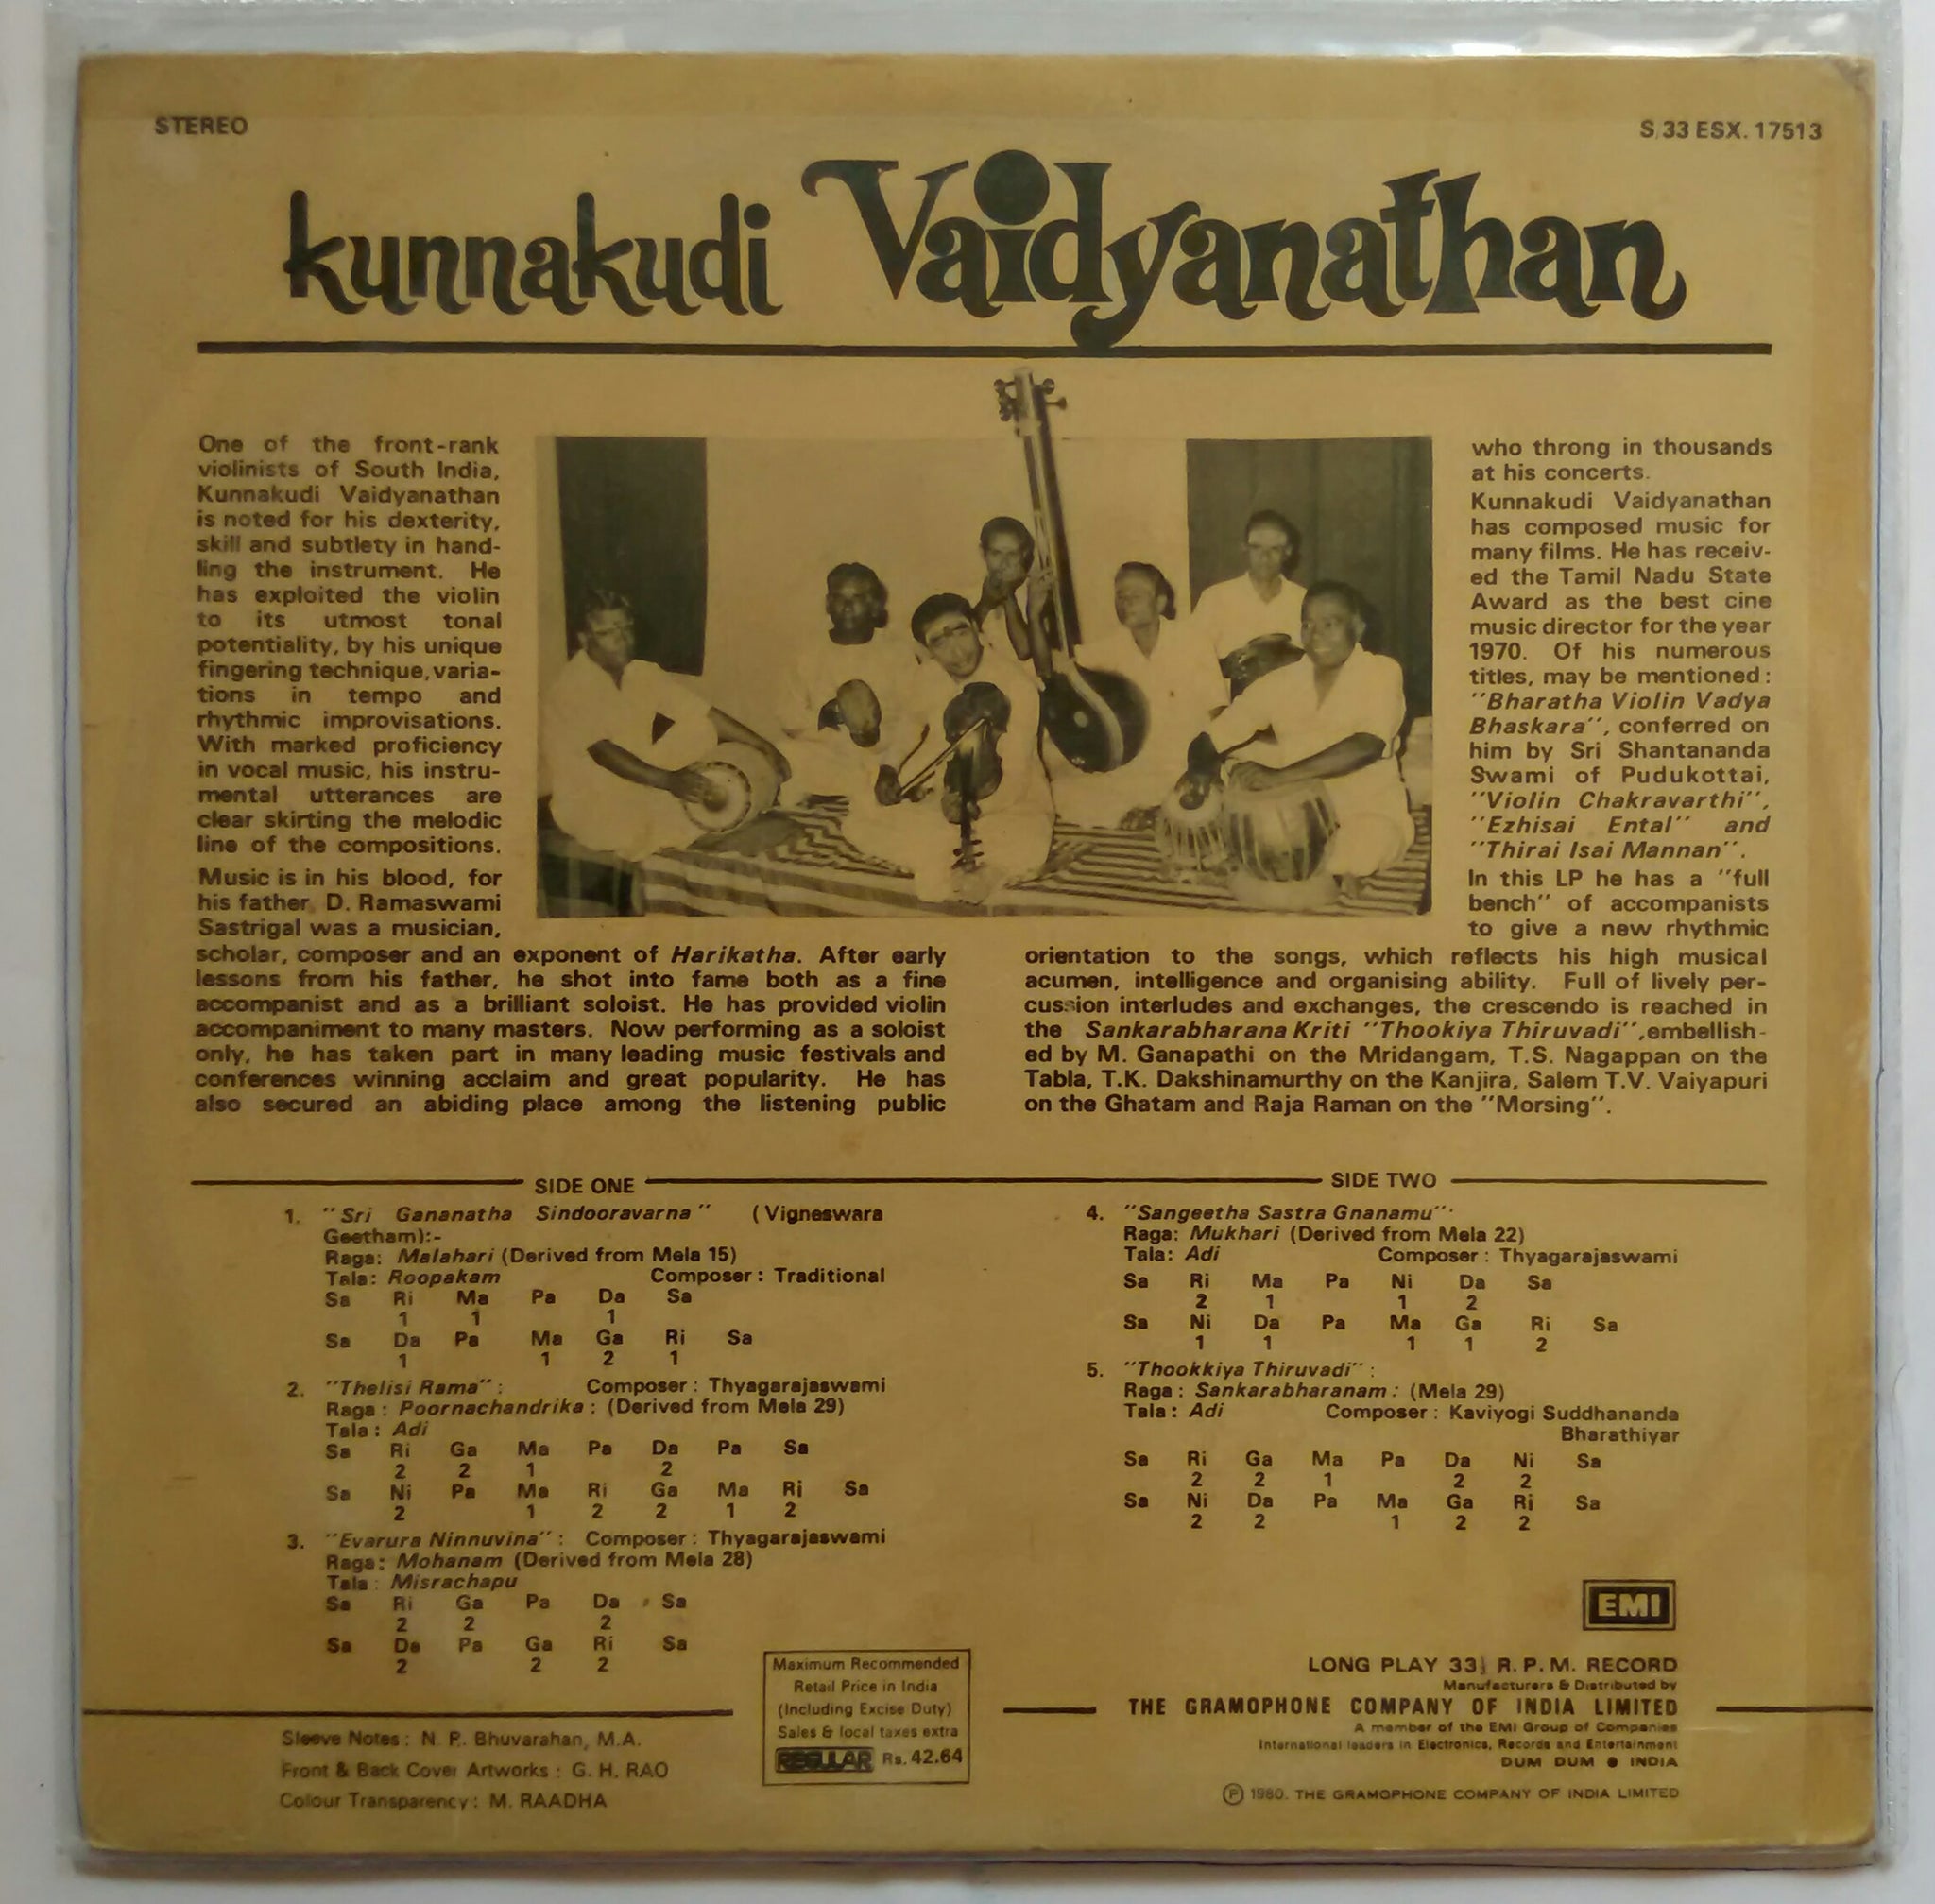 STEREO
S 33 ESX. 17513
kunnakudi Vaidyanathan
One of the front-rank
violinists of South India,
Kunnakudi Vaidyanathan
is noted for his dexterity,
skill and subtlety in hand-
ling the instrument. He
has exploited the violin
to its utmost tonal
potentiality, by his unique
fingering technique, varia-
tions in tempo and
rhythmic improvisations.
With marked proficiency
in vocal music, his instru-
mental utterances are
clear skirting the melodic
line of the compositions.
Music is in his blood, for
his father D. Ramaswami
Sastrigal was a musician,
scholar, composer and an exponent of Harikatha. After early
lessons from his father, he shot into fame both as a fine
accompanist and as a brilliant soloist. He has provided violin
accompaniment to many masters. Now performing as a soloist
only, he has taken part in many leading music festivals and
conferences winning acclaim and great popularity. He has
also secured an abiding place among the listening public
who throng in thousands
at his concerts.
Kunnakudi Vaidyanathan
has composed music for
many films. He has receiv-
ed the Tamil Nadu State
Award as the best cine
music director for the year
1970. Of his numerous
titles, may be mentioned :
"Bharatha Violin Vadya
Bhaskara", conferred on
him by Sri Shantananda
Swami of Pudukottai,
"Violin Chakravarthi",
"Ezhisai Ental" and
"Thirai Isai Mannan".
In this LP he has a "full
bench" of accompanists
to give a new rhythmic
orientation to the songs, which reflects his high musical
acumen, intelligence and organising ability. Full of lively per-
cussion interludes and exchanges, the crescendo is reached in
the Sankarabharana Kriti "Thookiya Thiruvadi",embellish-
ed by M. Ganapathi on the Mridangam, T.S. Nagappan on the
Tabla, T.K. Dakshinamurthy on the Kanjira, Salem T.V. Vaiyapuri
on the Ghatam and Raja Raman on the "Morsing".
SIDE ONE
1. "Sri Gananatha Sindooravarna" (Vigneswara
Geetham):-
Raga: Malahari (Derived from Mela 15)
Tala: Roopakam Composer : Traditional
Sa Ri Ma Pa Da Sa
1 1 1
Sa Da Pa Ma Ga Ri Sa
1 1 2 1
2. "Thelisi Rama" : Composer : Thyagarajaswami
Raga : Poornachandrika : (Derived from Mela 29)
Tala : Adi
Sa Ri Ga Ma Pa Da Pa Sa
2 2 1 2
Sa Ni Pa Ma Ri Ga Ma Ri Sa
2 1 2 2 1 2
3. "Evarura Ninnuvina" : Composer : Thyagarajaswami
Raga: Mohanam (Derived from Mela 28)
Tala : Misrachapu
Sa Ri Ga Pa Da Sa
2 2 2
Sa Da Pa Ga Ri Sa
2 2 2
SIDE TWO
4. "Sangeetha Sastra Gnanamu":
Raga: Mukhari (Derived from Mela 22)
Tala: Adi Composer : Thyagarajaswami
Sa Ri Ma Pa Ni Da Sa
2 1 1 2
Sa Ni Da Pa Ma Ga Ri Sa
1 1 1 1 2
5. "Thookkiya Thiruvadi" :
Raga : Sankarabharanam : (Mela 29)
Tala : Adi Composer : Kaviyogi Suddhananda
Bharathiyar
Sa Ri Ga Ma Pa Da Ni Sa
2 2 1 2 2
Sa Ni Da Pa Ma Ga Ri Sa
2 2 1 2 2
Sleeve Notes : N. P. Bhuvarahan, M.A.
Front & Back Cover Artworks : G. H. RAO
Colour Transparency : M. RAADHA
Maximum Recommended
Retail Price in India
(Including Excise Duty)
Sales & local taxes extra
REGULAR Rs. 42.64
EMI
LONG PLAY 33⅓ R. P. M. RECORD
Manufacturers & Distributed by
THE GRAMOPHONE COMPANY OF INDIA LIMITED
A member of the EMI Group of Companies
International leaders in Electronics, Records and Entertainment
DUM DUM ● INDIA
Ⓟ 1980. THE GRAMOPHONE COMPANY OF INDIA LIMITED